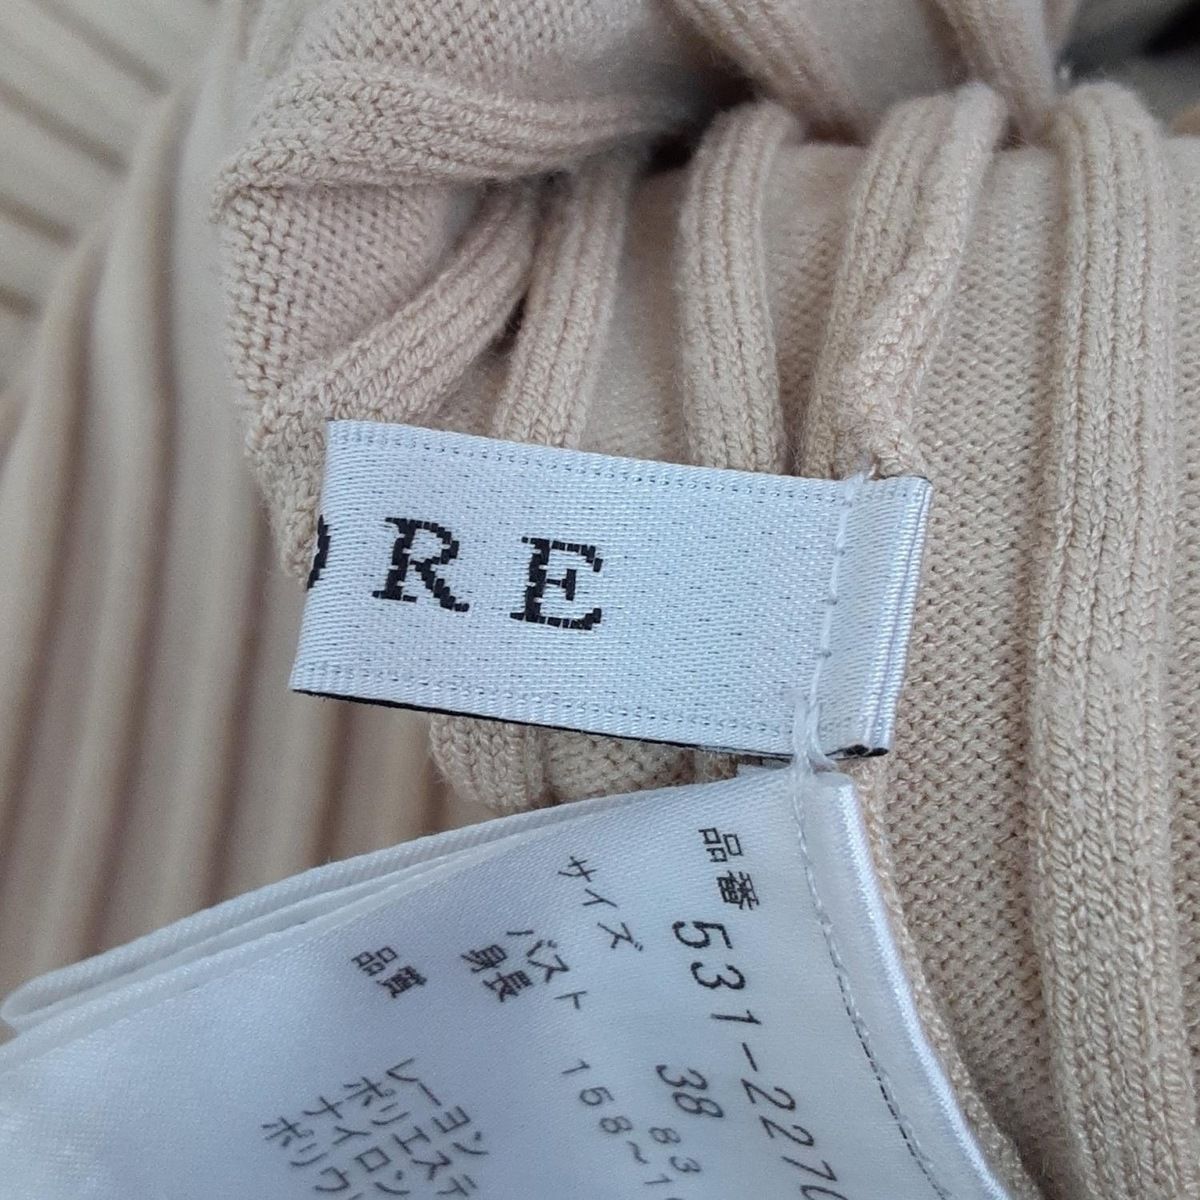 ORE
品番 531-2270
サイズ 38
バスト 83
身長 158~1
品質 レーヨン
ポリエステ
ナイロン
ポリウ